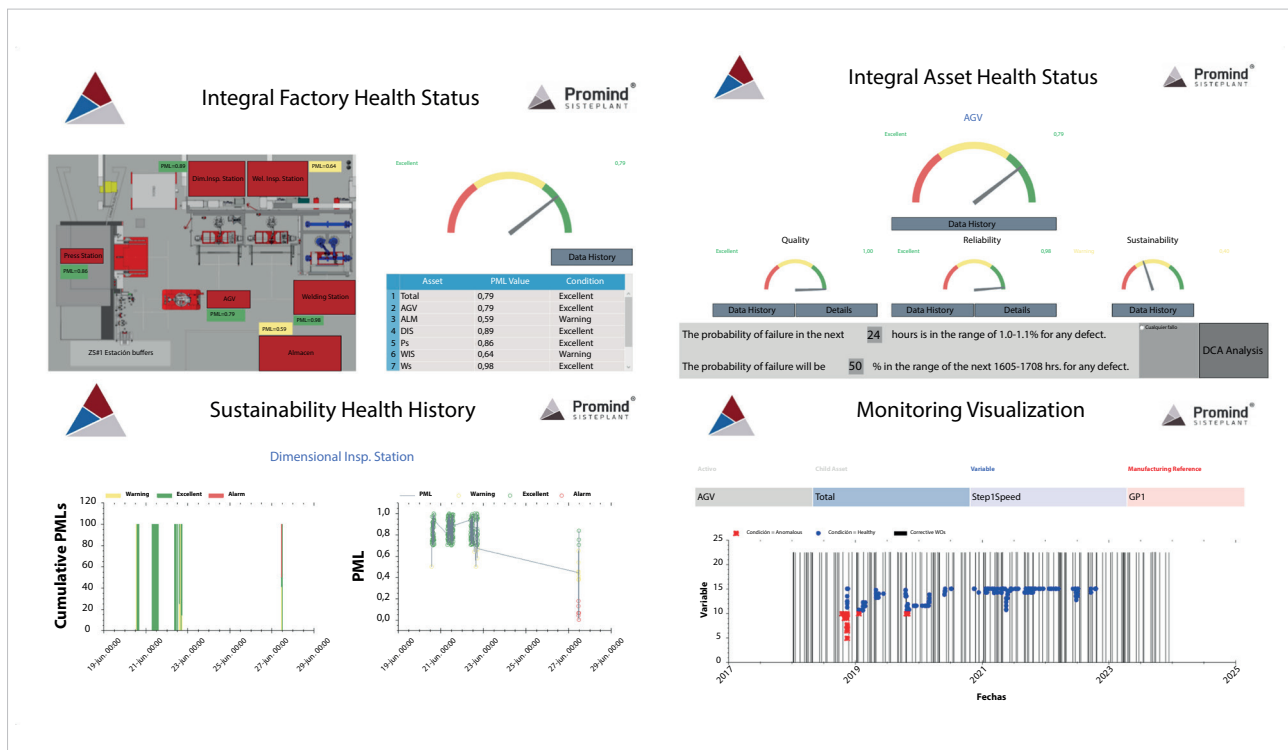 Integral Factory Health Status
Promind®
SISTEPLANT
PML=0.89
Dim.Insp. Station
Wel. Insp. Station
PML=0.64
Press Station
PML=0.86
AGV
PML=0.79
Welding Station
PML=0.98
PML=0.59
Almacen
ZS#1 Estación buffers
Excellent 0,79
Data History
Asset PML Value Condition
1 Total 0,79 Excellent
2 AGV 0,79 Excellent
3 ALM 0,59 Warning
4 DIS 0,89 Excellent
5 Ps 0,86 Excellent
6 WIS 0,64 Warning
7 Ws 0,98 Excellent
Integral Asset Health Status
Promind®
SISTEPLANT
AGV
Excellent 0,79
Data History
Quality
Excellent 1,00
Data History Details
Reliability
Excellent 0,98
Data History Details
Sustainability
Warning
Data History
The probability of failure in the next 24 hours is in the range of 1.0-1.1% for any defect.
The probability of failure will be 50 % in the range of the next 1605-1708 hrs. for any defect.
Cualquier fallo
DCA Analysis
Sustainability Health History
Promind®
SISTEPLANT
Dimensional Insp. Station
Warning Excellent Alarm
Cumulative PMLs
120
100
80
60
40
20
0
19-jun. 00:00
21-jun. 00:00
23-jun. 00:00
25-jun. 00:00
27-jun. 00:00
29-jun. 00:00
PML Warning Excellent Alarm
PML
1,0
0,8
0,6
0,4
0,2
0,0
19-jun. 00:00
21-jun. 00:00
23-jun. 00:00
25-jun. 00:00
27-jun. 00:00
29-jun. 00:00
Monitoring Visualization
Promind®
SISTEPLANT
Child Asset Variable Manufacturing Reference
AGV Total Step1Speed GP1
Condición = Anomalous Condición = Healthy Corrective WOs
Variable
25
20
15
10
5
0
2017 2019 2021 2023 2025
Fechas